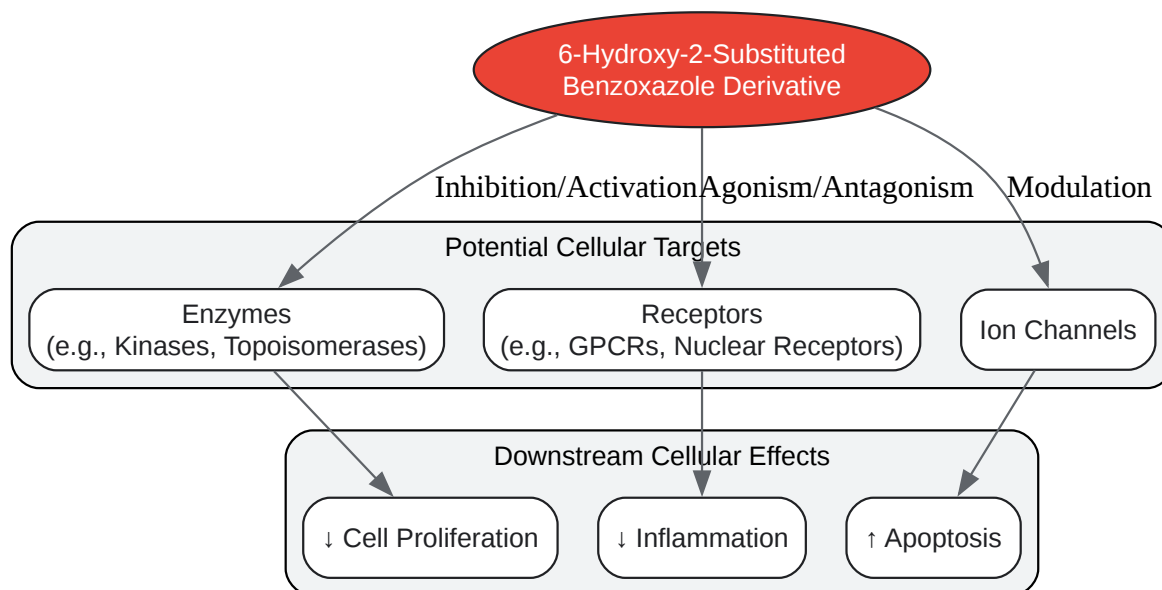 6-Hydroxy-2-Substituted
Benzoxazole Derivative
Inhibition/Activation
Agonism/Antagonism
Modulation
Potential Cellular Targets
Enzymes
(e.g., Kinases, Topoisomerases)
Receptors
(e.g., GPCRs, Nuclear Receptors)
Ion Channels
Downstream Cellular Effects
↓ Cell Proliferation
↓ Inflammation
↑ Apoptosis